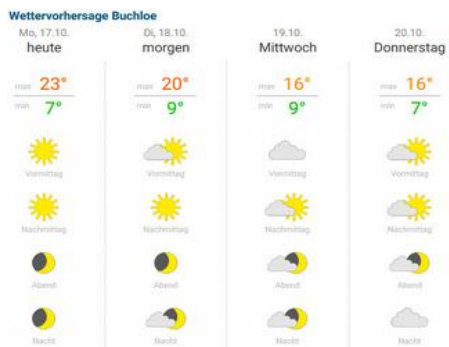 Wettervorhersage Buchloe
Mo, 17.10. Di, 18.10. 19.10. 20.10.
heute morgen Mittwoch Donnerstag
max 23° max 20° max 16° max 16°
min 7° min 9° min 9° min 7°
Vormittag Vormittag Vormittag Vormittag
Nachmittag Nachmittag Nachmittag Nachmittag
Abend Abend Abend Abend
Nacht Nacht Nacht Nacht